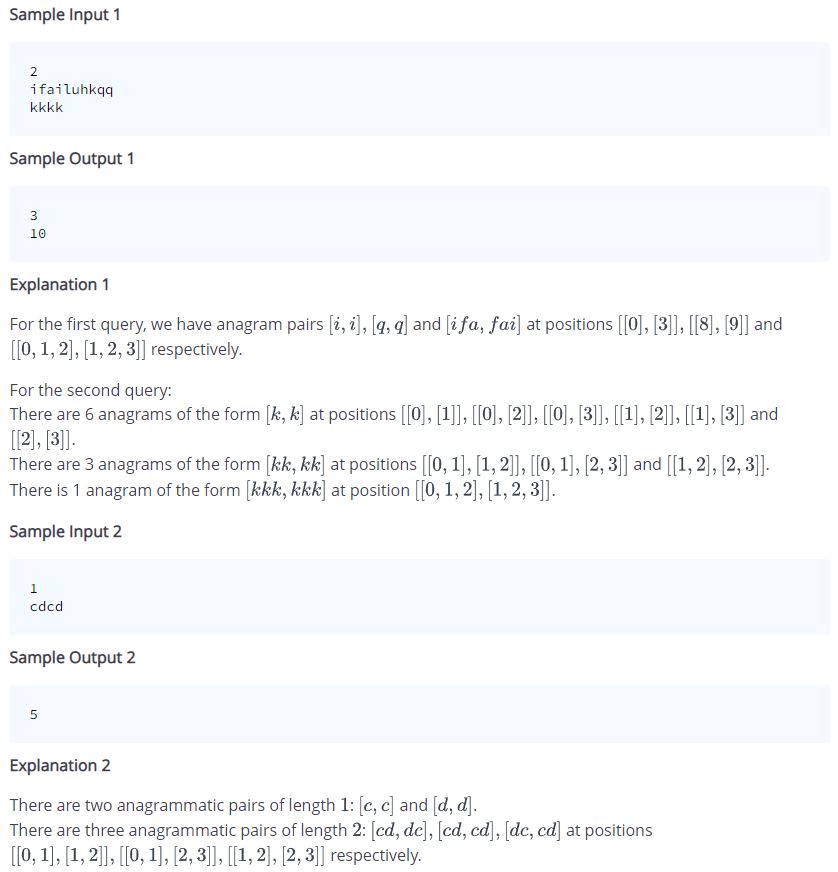 Sample Input 1
2
ifailuhkqq
kkkk
Sample Output 1
3
10
Explanation 1
For the first query, we have anagram pairs [i, i], [q, q] and [ifa, fai] at positions [[0], [3]], [[8], [9]] and
[[0, 1, 2], [1, 2, 3]] respectively.
For the second query:
There are 6 anagrams of the form [k, k] at positions [[0], [1]], [[0], [2]], [[0], [3]], [[1], [2]], [[1], [3]] and
[[2], [3]].
There are 3 anagrams of the form [kk, kk] at positions [[0, 1], [1, 2]], [[0, 1], [2, 3]] and [[1, 2], [2, 3]].
There is 1 anagram of the form [kkk, kkk] at position [[0, 1, 2], [1, 2, 3]].
Sample Input 2
1
cdcd
Sample Output 2
5
Explanation 2
There are two anagrammatic pairs of length 1: [c, c] and [d, d].
There are three anagrammatic pairs of length 2: [cd, dc], [cd, cd], [dc, cd] at positions
[[0, 1], [1, 2]], [[0, 1], [2, 3]], [[1, 2], [2, 3]] respectively.